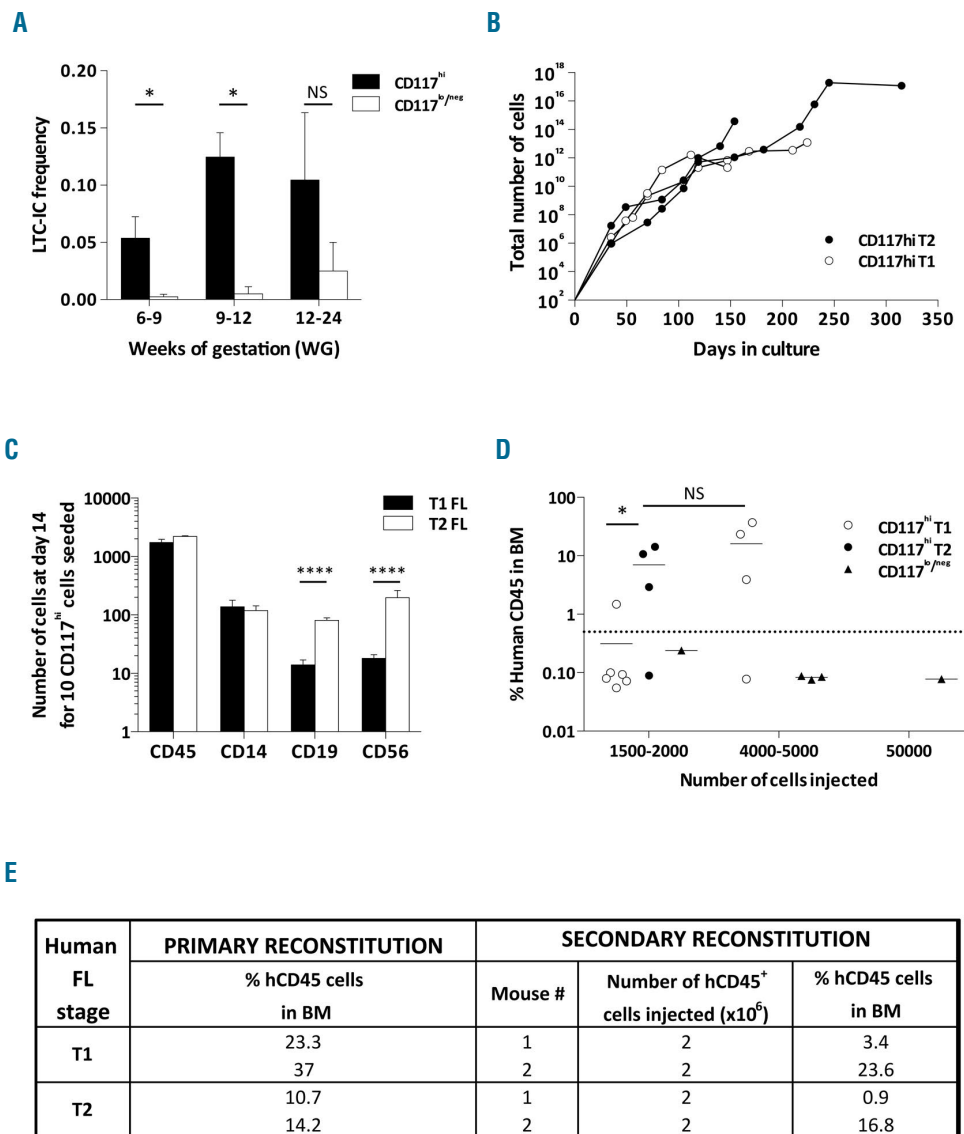 A
LTC-IC frequency
0.20
0.15
0.10
0.05
0.00
*
*
NS
CD117hi
CD117lo/neg
6-9
9-12
12-24
Weeks of gestation (WG)
B
Total number of cells
10^18
10^16
10^14
10^12
10^10
10^8
10^6
10^4
10^2
0 50 100 150 200 250 300 350
Days in culture
CD117hi T2
CD117hi T1
C
Number of cells at day 14
for 10 CD117hi cells seeded
10000
1000
100
10
1
T1 FL
T2 FL
****
****
CD45 CD14 CD19 CD56
D
% Human CD45 in BM
100
10
1
0.10
0.01
*
NS
CD117hi T1
CD117hi T2
CD117lo/neg
1500-2000
4000-5000
50000
Number of cells injected
E
Human FL stage
PRIMARY RECONSTITUTION
SECONDARY RECONSTITUTION
% hCD45 cells in BM
Mouse #
Number of hCD45+ cells injected (x10^6)
% hCD45 cells in BM
T1
23.3 1 2 3.4
37 2 2 23.6
T2
10.7 1 2 0.9
14.2 2 2 16.8